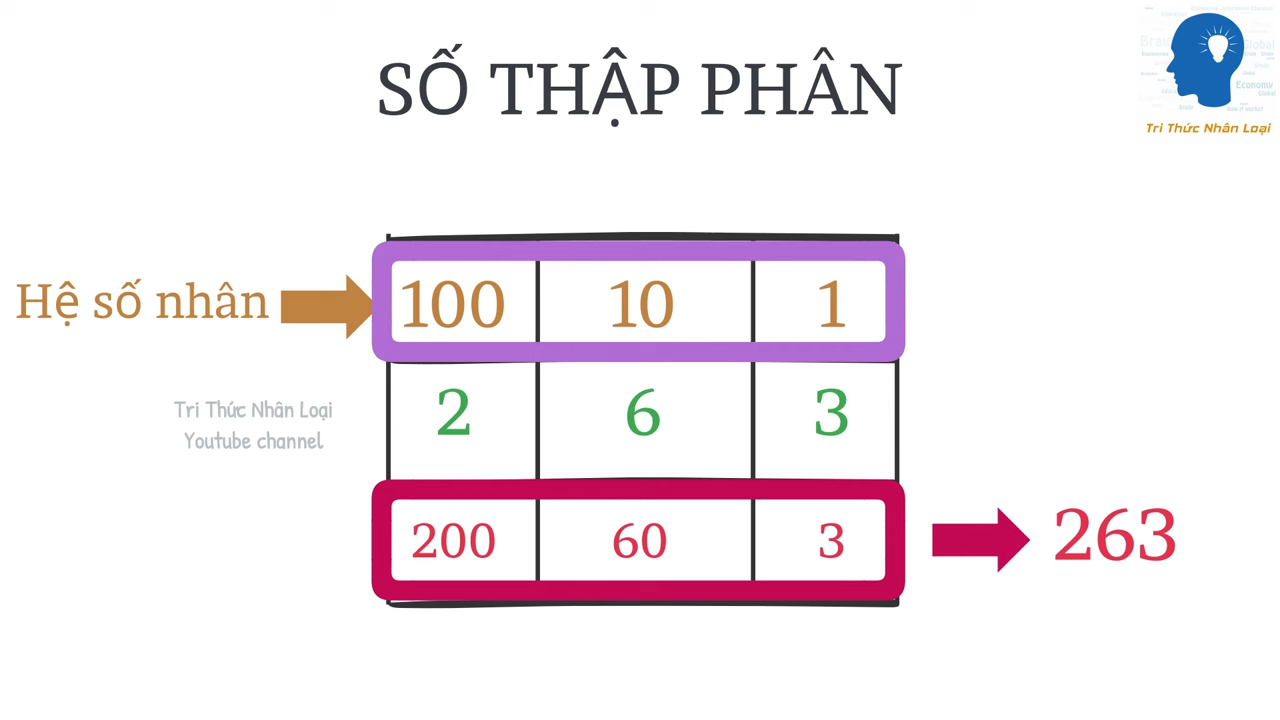 SỐ THẬP PHÂN
Tri Thức Nhân Loại
Hệ số nhân
100 10 1
2 6 3
Tri Thức Nhân Loại
Youtube channel
200 60 3
263